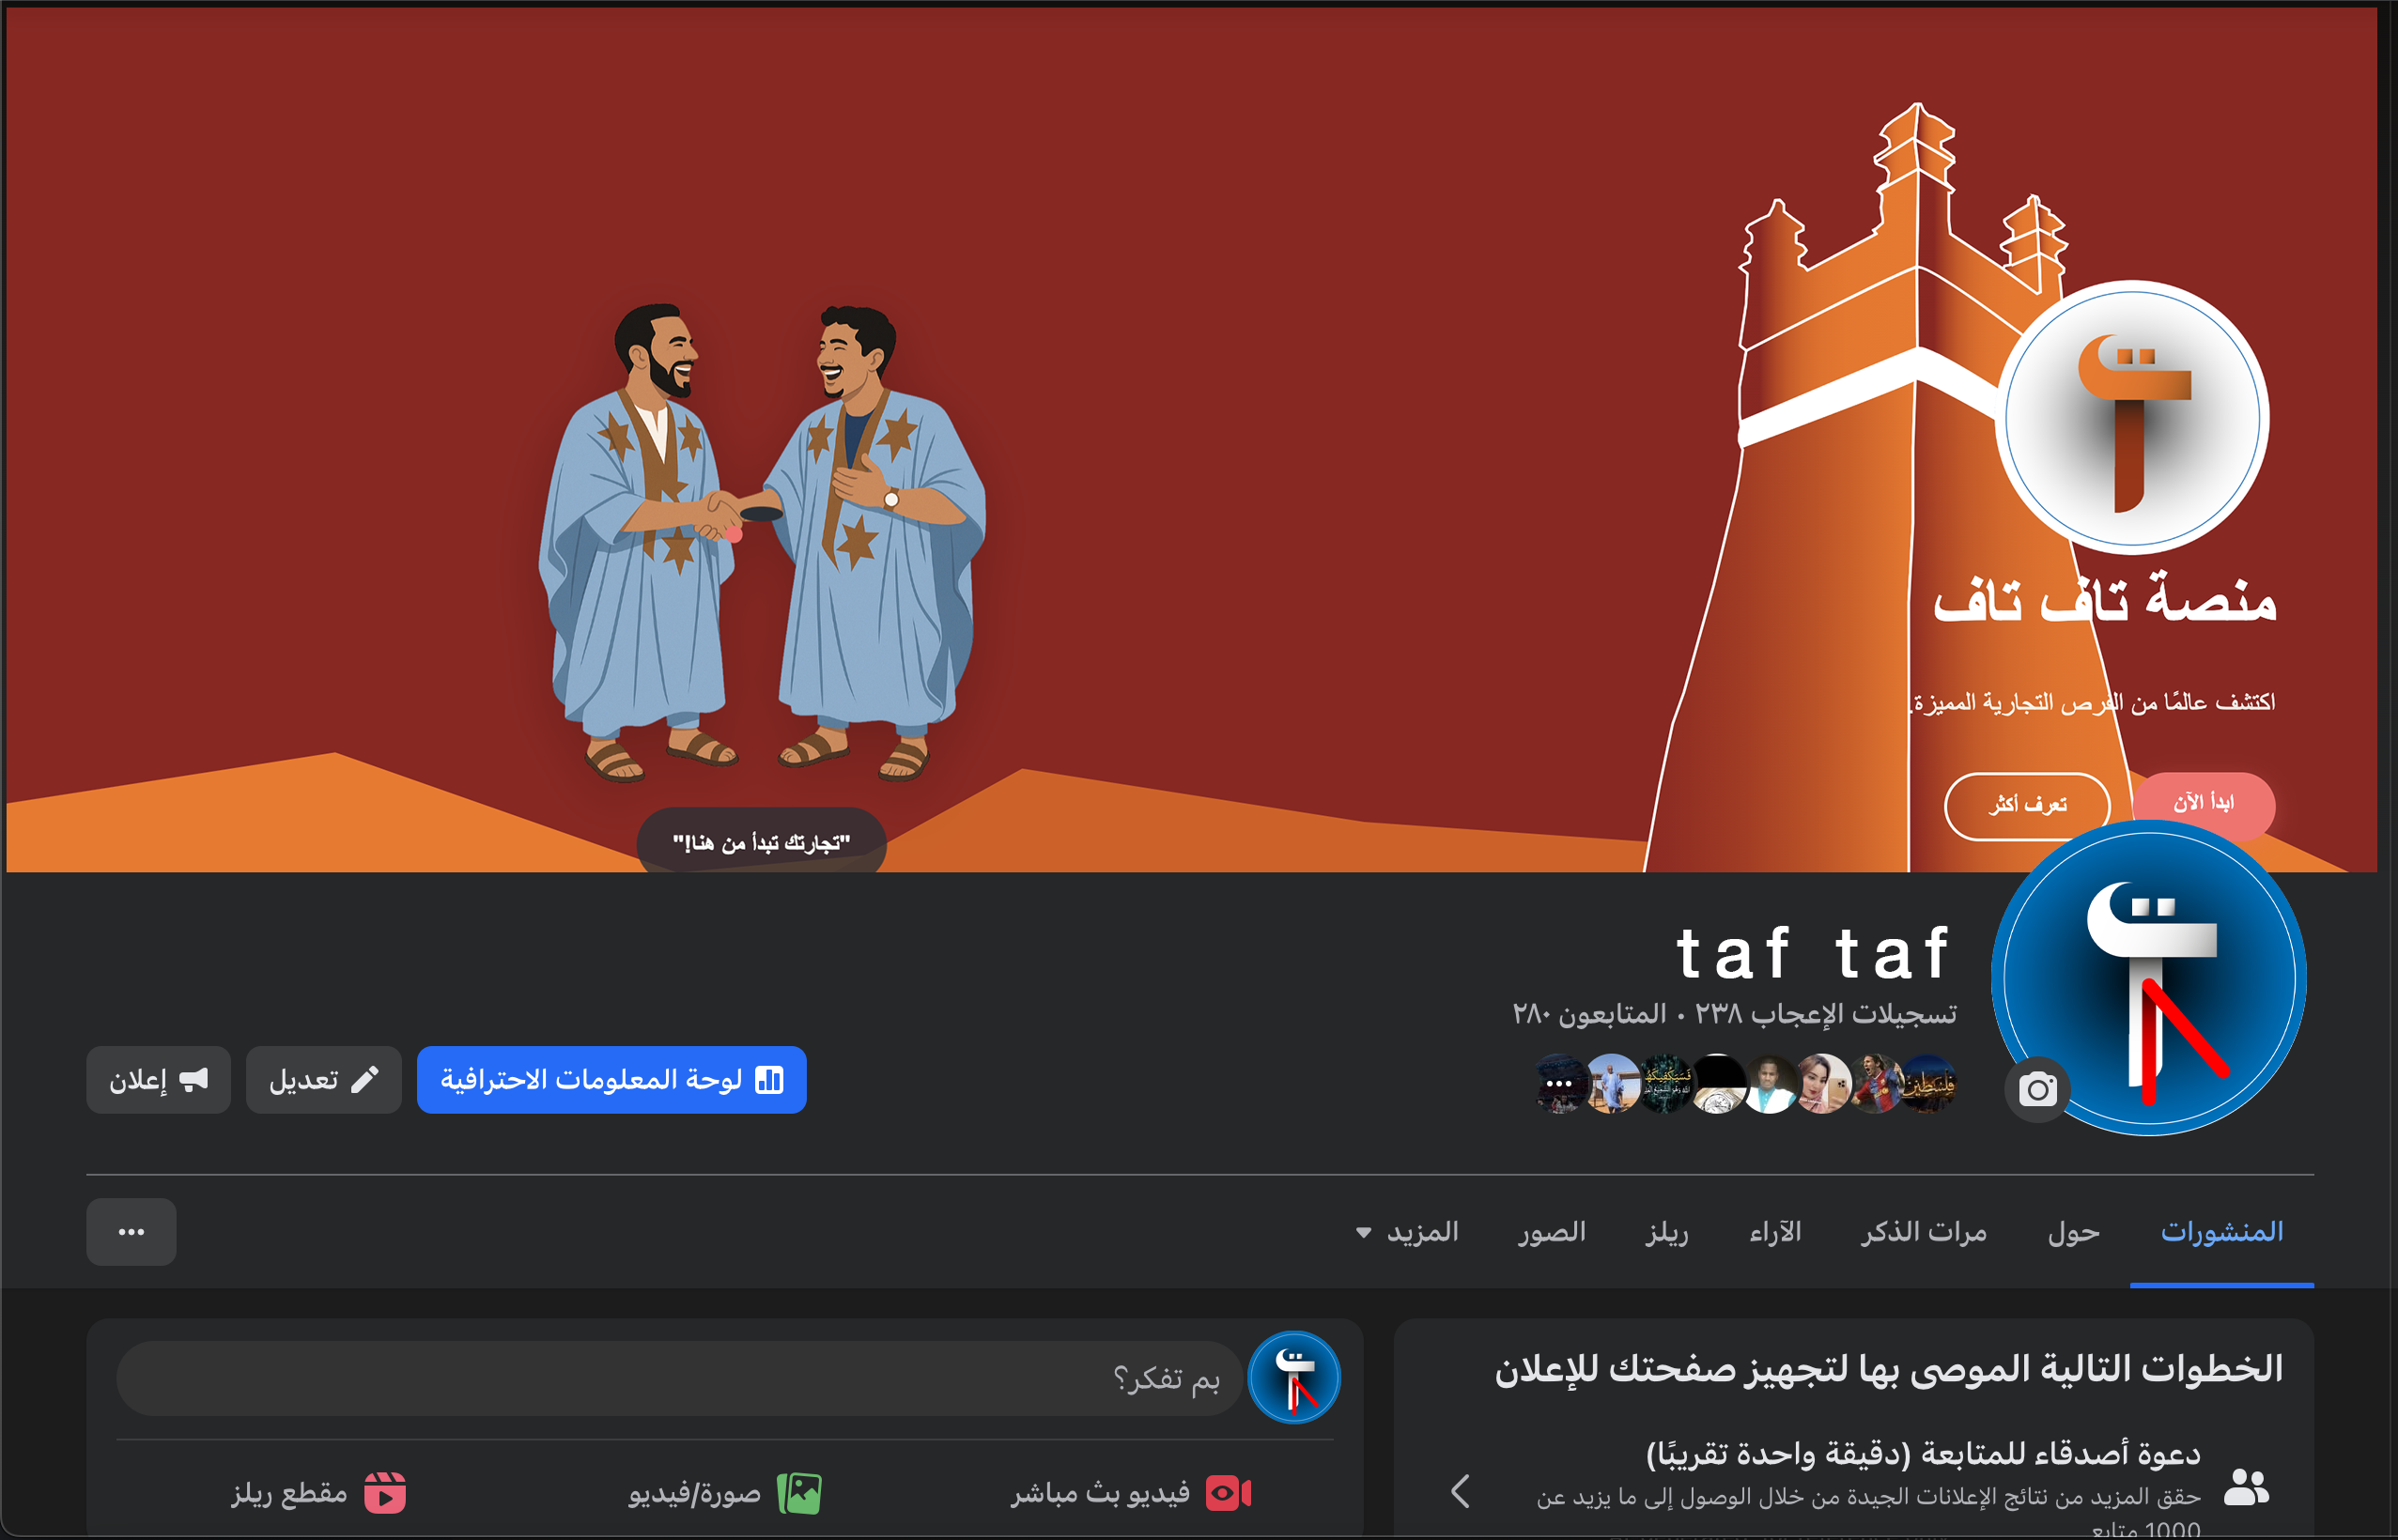 منصة تاف تاف
اكتشف عالمًا من الفرص التجارية المميزة.
ابدأ الآن
تعرف أكثر
"تجارتك تبدأ من هنا!"
taf taf
تسجيلات الإعجاب ٢٣٨ • المتابعون ٢٨٠
لوحة المعلومات الاحترافية
تعديل
إعلان
المنشورات
حول
مرات الذكر
الآراء
ريلز
الصور
المزيد
الخطوات التالية الموصى بها لتجهيز صفحتك للإعلان
دعوة أصدقاء للمتابعة (دقيقة واحدة تقريبًا)
حقق المزيد من نتائج الإعلانات الجيدة من خلال الوصول إلى ما يزيد عن
1000 متابع
بم تفكر؟
فيديو بث مباشر
صورة/فيديو
مقطع ريلز